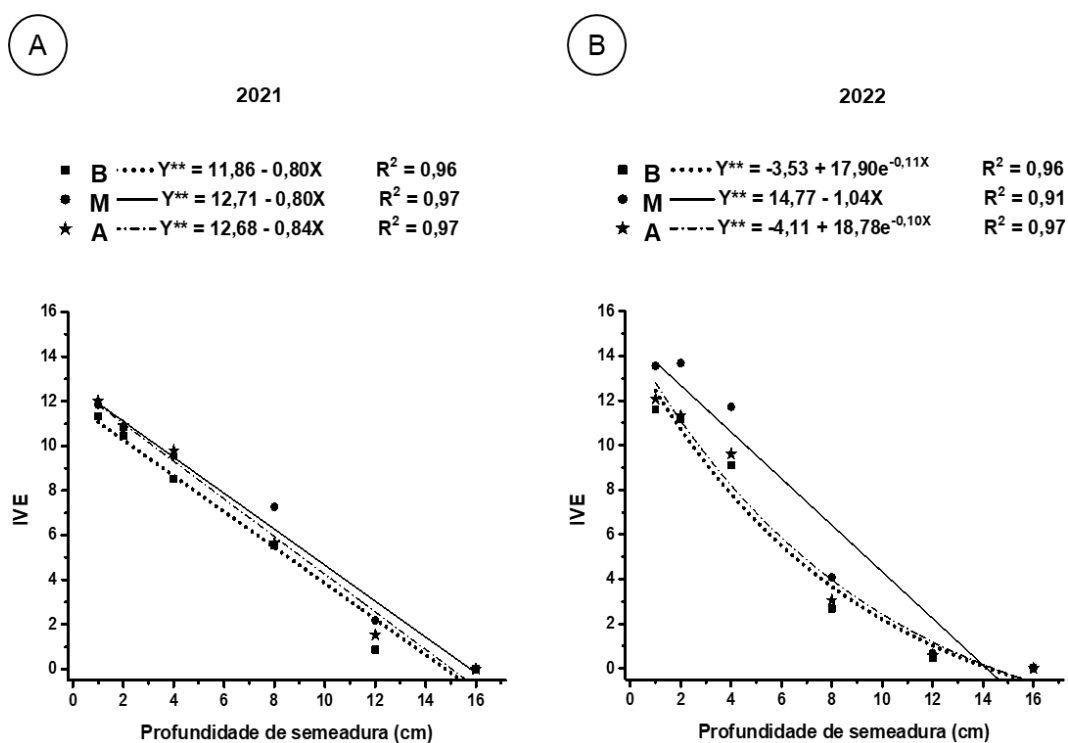 A
2021
B Y** = 11,86 - 0,80X R² = 0,96
M Y** = 12,71 - 0,80X R² = 0,97
A Y** = 12,68 - 0,84X R² = 0,97
IVE
16
14
12
10
8
6
4
2
0
0 2 4 6 8 10 12 14 16
Profundidade de semeadura (cm)
B
2022
B Y** = -3,53 + 17,90e^-0,11X R² = 0,96
M Y** = 14,77 - 1,04X R² = 0,91
A Y** = -4,11 + 18,78e^-0,10X R² = 0,97
IVE
16
14
12
10
8
6
4
2
0
0 2 4 6 8 10 12 14 16
Profundidade de semeadura (cm)